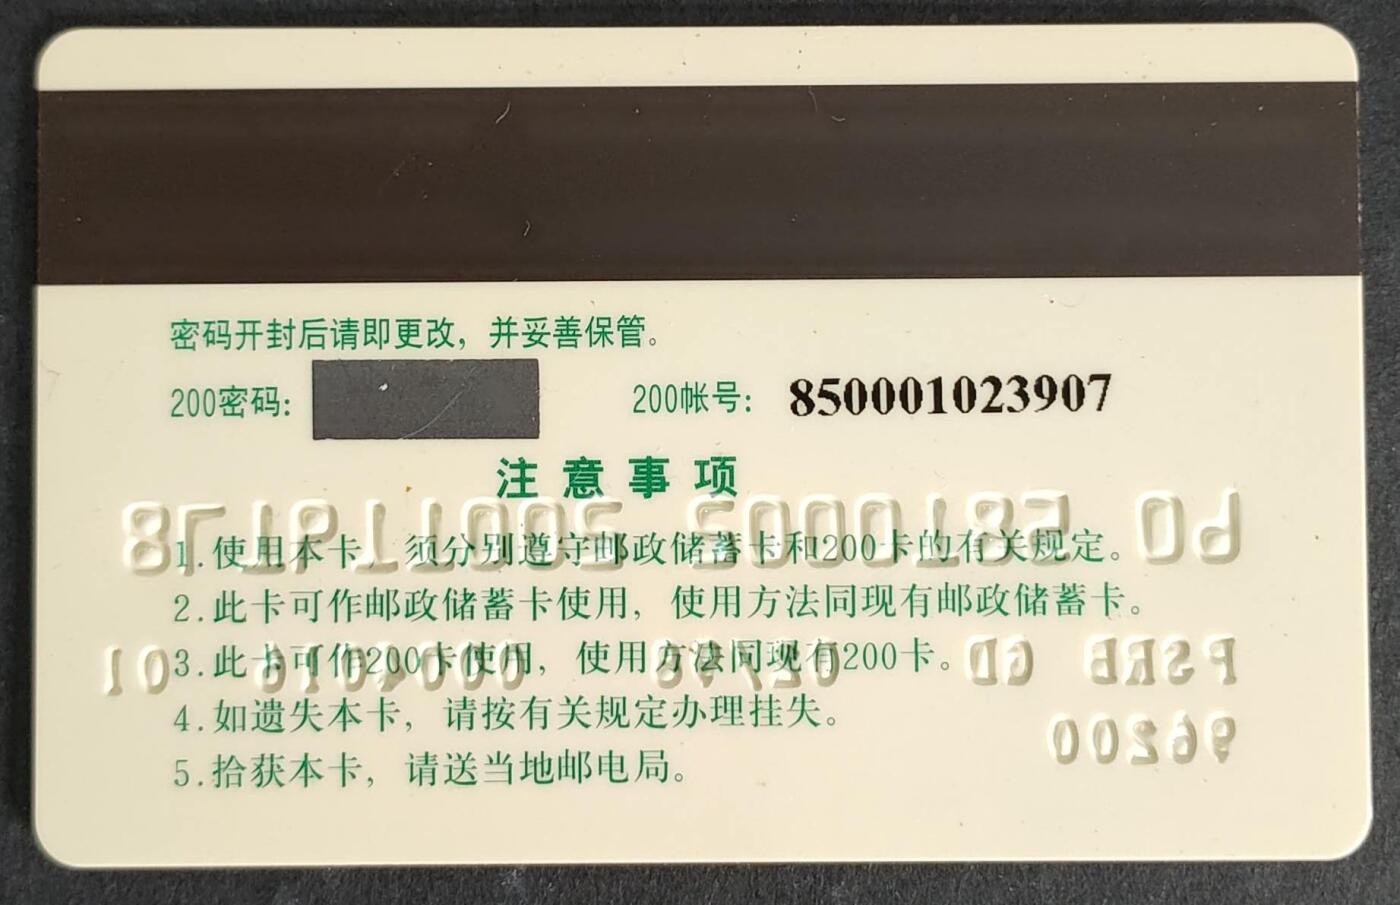 密码开封后请即更改，并妥善保管。
200密码： 200帐号： 850001023907
注意事项
1.使用本卡，须分别遵守邮政储蓄卡和200卡的有关规定。
2.此卡可作邮政储蓄卡使用，使用方法同现有邮政储蓄卡。
3.此卡可作200卡使用，使用方法同现有200卡。
PSRB GD
4.如遗失本卡，请按有关规定办理挂失。
96200
5.拾获本卡，请送当地邮电局。